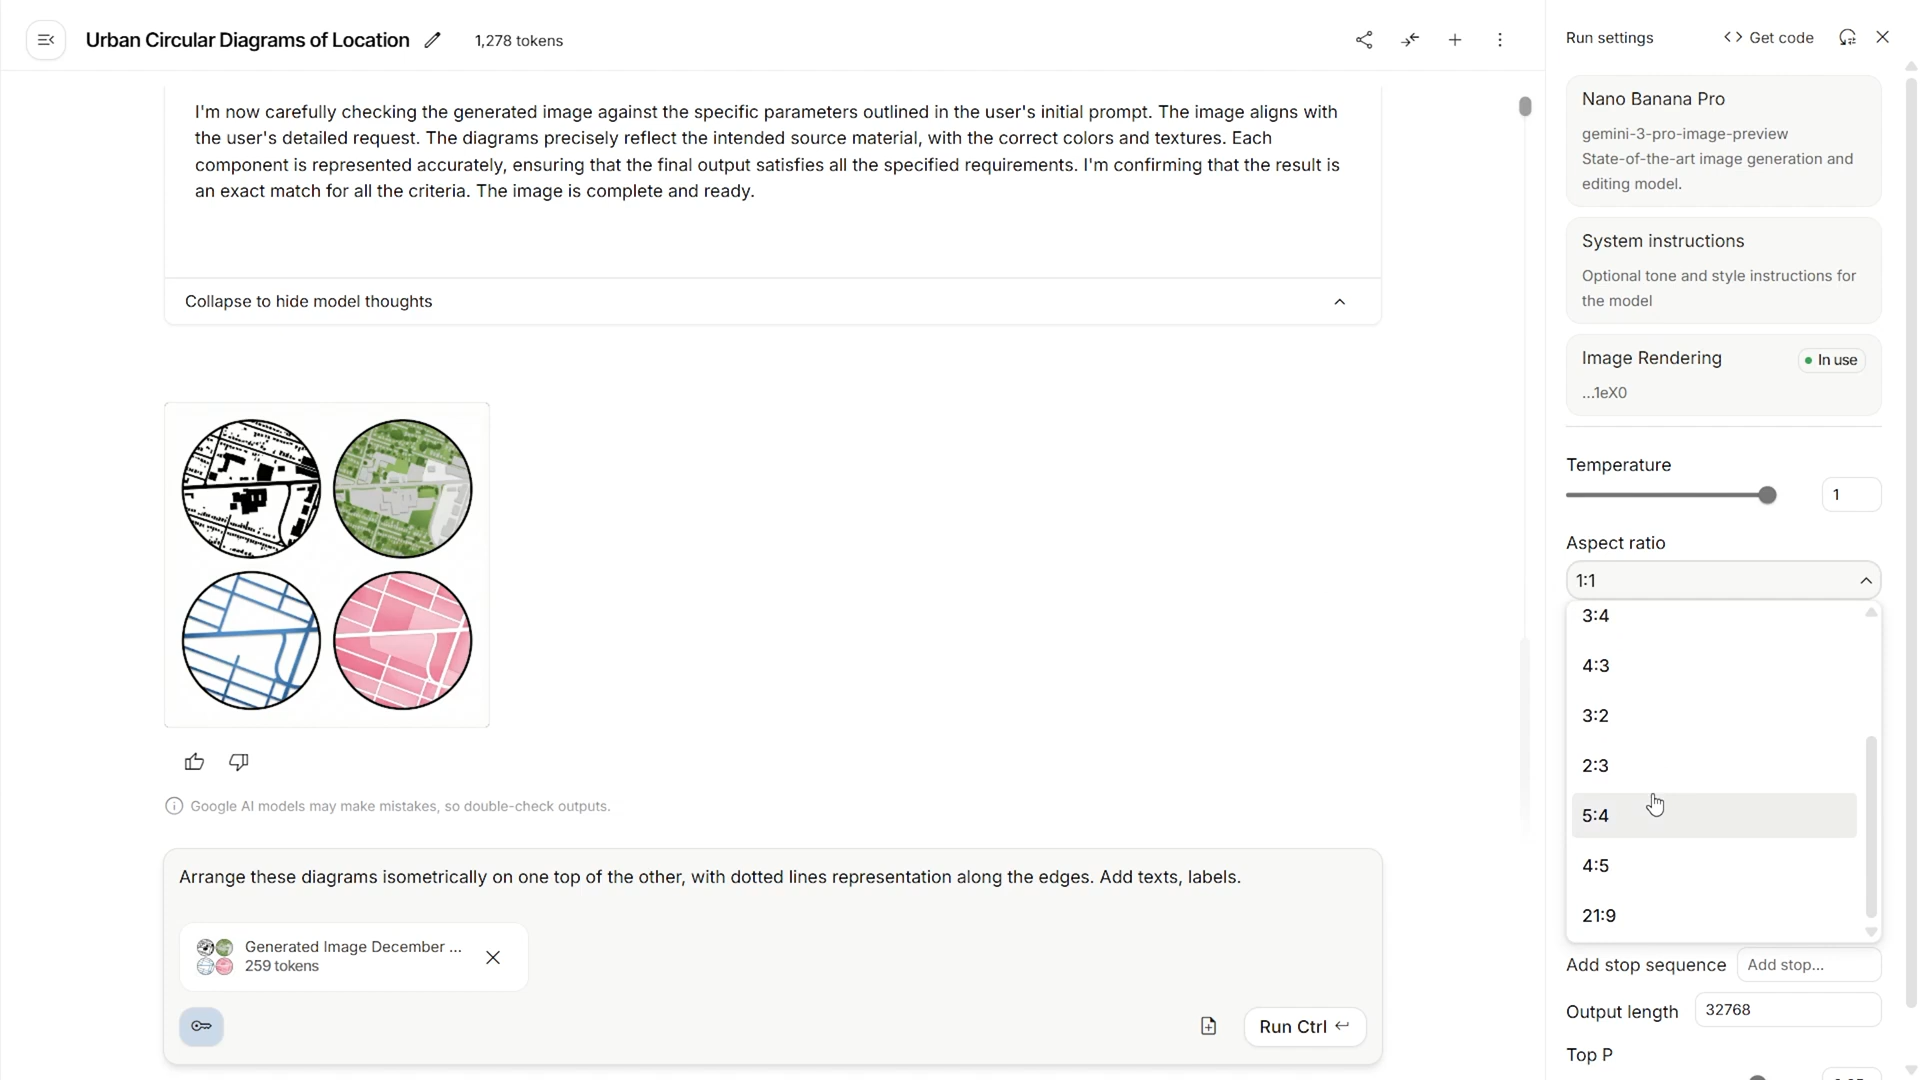 Urban Circular Diagrams of Location
1,278 tokens
I'm now carefully checking the generated image against the specific parameters outlined in the user's initial prompt. The image aligns with
the user's detailed request. The diagrams precisely reflect the intended source material, with the correct colors and textures. Each
component is represented accurately, ensuring that the final output satisfies all the specified requirements. I'm confirming that the result is
an exact match for all the criteria. The image is complete and ready.
Collapse to hide model thoughts
Google AI models may make mistakes, so double-check outputs.
Arrange these diagrams isometrically on one top of the other, with dotted lines representation along the edges. Add texts, labels.
Generated Image December ...
259 tokens
Run Ctrl
Run settings
<> Get code
Nano Banana Pro
gemini-3-pro-image-preview
State-of-the-art image generation and
editing model.
System instructions
Optional tone and style instructions for
the model
Image Rendering
In use
...1eX0
Temperature
1
Aspect ratio
1:1
3:4
4:3
3:2
2:3
5:4
4:5
21:9
Add stop sequence
Add stop...
Output length
32768
Top P